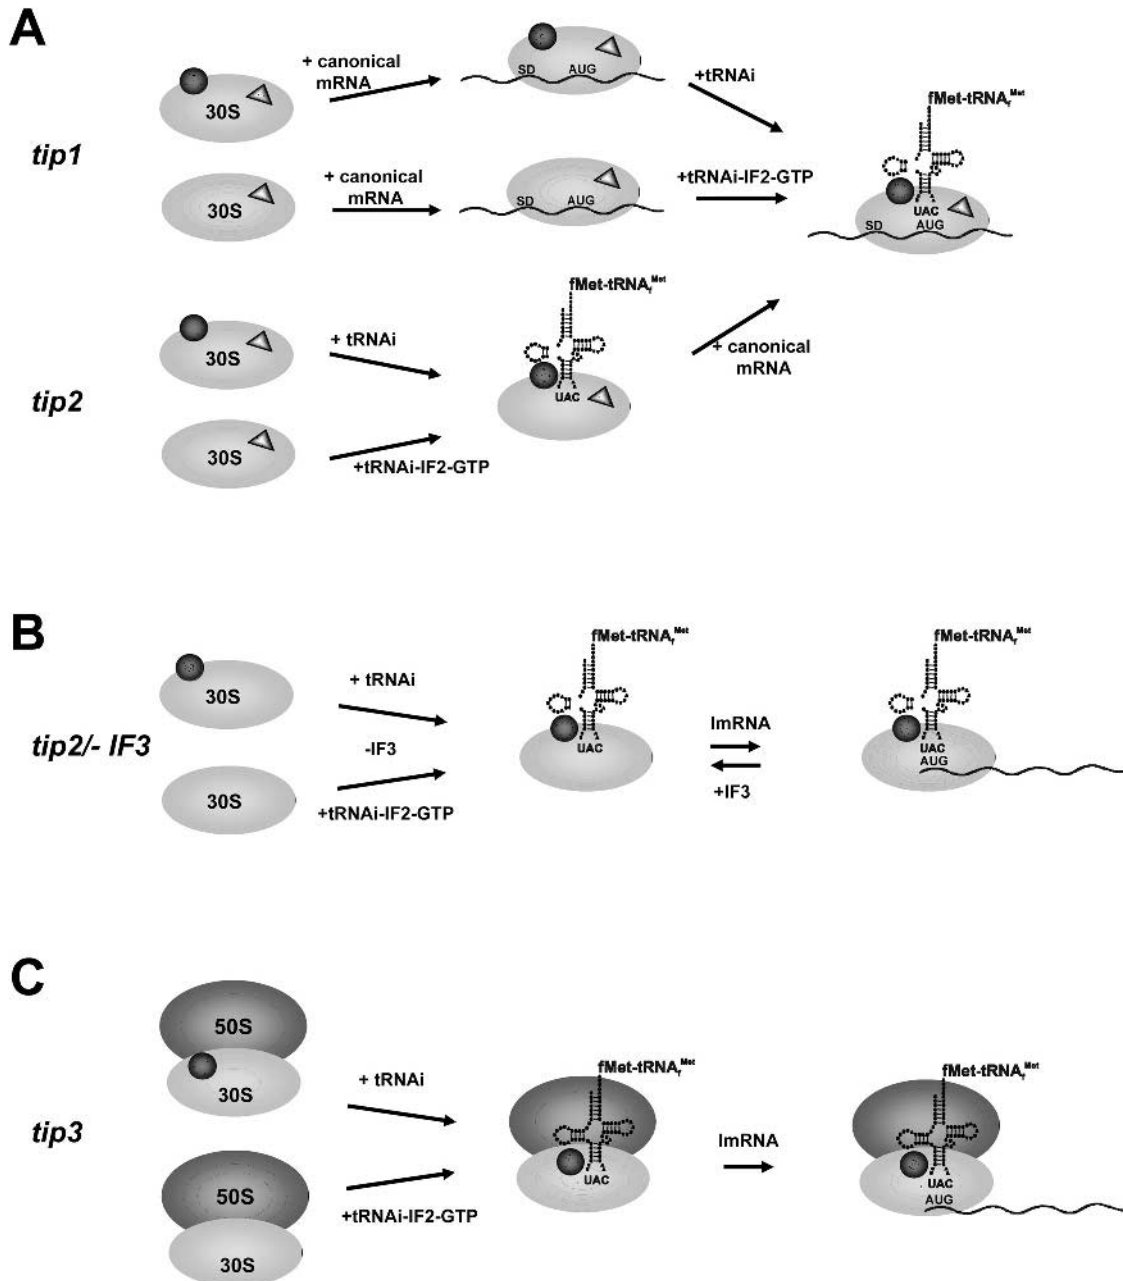 A
tip1
30S
+ canonical
mRNA
SD AUG
+tRNAi
fMet-tRNAfMet
UAC
SD AUG
30S
+ canonical
mRNA
SD AUG
+tRNAi-IF2-GTP
tip2
30S
+ tRNAi
fMet-tRNAfMet
UAC
+ canonical
mRNA
30S
+tRNAi-IF2-GTP
B
tip2/- IF3
30S
+ tRNAi
-IF3
30S
+tRNAi-IF2-GTP
fMet-tRNAfMet
UAC
ImRNA
+IF3
fMet-tRNAfMet
UAC
AUG
C
tip3
50S
30S
+ tRNAi
50S
30S
+tRNAi-IF2-GTP
fMet-tRNAfMet
UAC
ImRNA
fMet-tRNAfMet
UAC
AUG